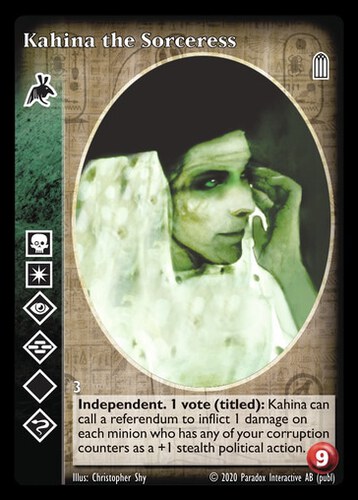 Kahina the Sorceress
3
Independent. 1 vote (titled): Kahina can
call a referendum to inflict 1 damage on
each minion who has any of your corruption
counters as a +1 stealth political action.
9
Illus: Christopher Shy © 2020 Paradox Interactive AB (publ)